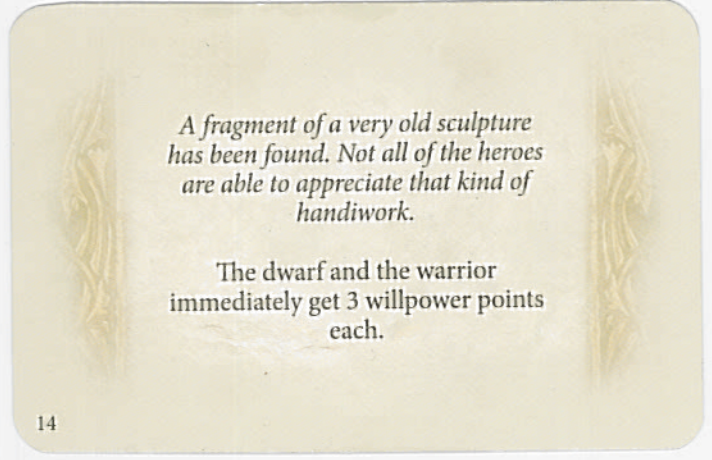 A fragment of a very old sculpture
has been found. Not all of the heroes
are able to appreciate that kind of
handiwork.
The dwarf and the warrior
immediately get 3 willpower points
each.
14